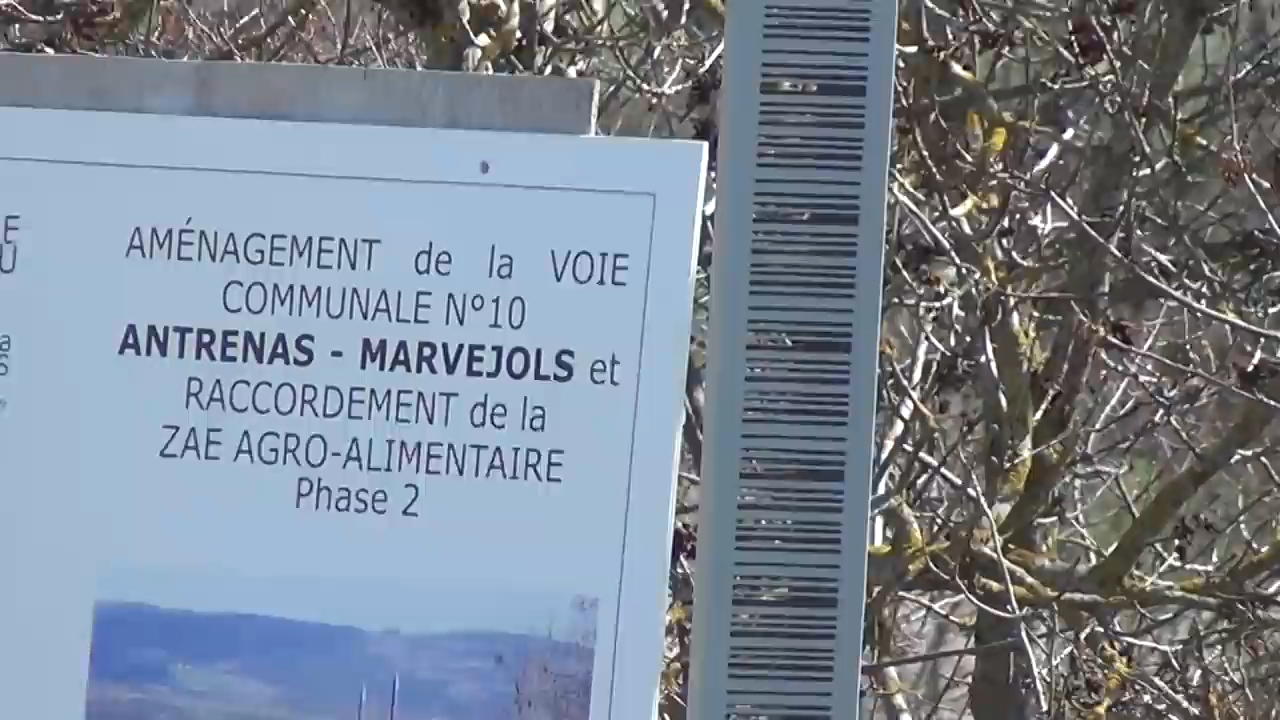 AMÉNAGEMENT de la VOIE
COMMUNALE N°10
ANTRENAS - MARVEJOLS et
RACCORDEMENT de la
ZAE AGRO-ALIMENTAIRE
Phase 2